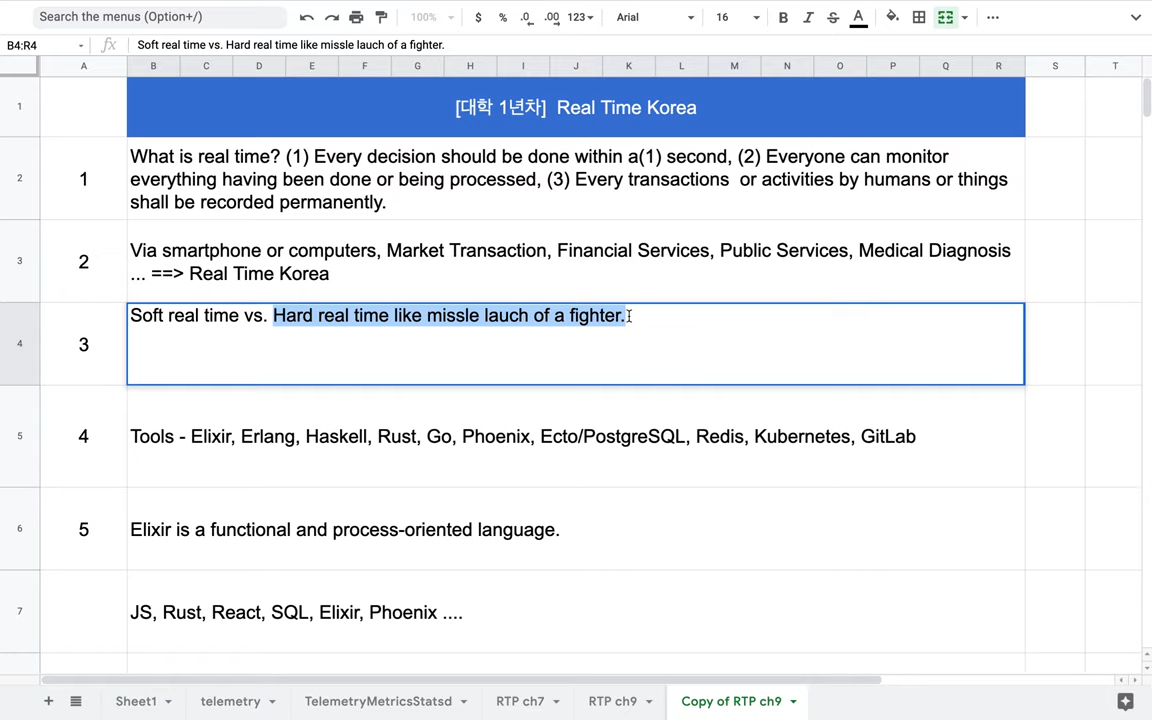 Search the menus (Option+/)
100%
$ % .0 .00 123
Arial
16
B I S A
B4:R4
fx
Soft real time vs. Hard real time like missle lauch of a fighter.
A B C D E F G H I J K L M N O P Q R S T
1
[대학 1년차] Real Time Korea
2
1
What is real time? (1) Every decision should be done within a(1) second, (2) Everyone can monitor
everything having been done or being processed, (3) Every transactions or activities by humans or things
shall be recorded permanently.
3
2
Via smartphone or computers, Market Transaction, Financial Services, Public Services, Medical Diagnosis
... ==> Real Time Korea
4
3
Soft real time vs. Hard real time like missle lauch of a fighter.
5
4
Tools - Elixir, Erlang, Haskell, Rust, Go, Phoenix, Ecto/PostgreSQL, Redis, Kubernetes, GitLab
6
5
Elixir is a functional and process-oriented language.
7
JS, Rust, React, SQL, Elixir, Phoenix ....
Sheet1 telemetry TelemetryMetricsStatsd RTP ch7 RTP ch9 Copy of RTP ch9